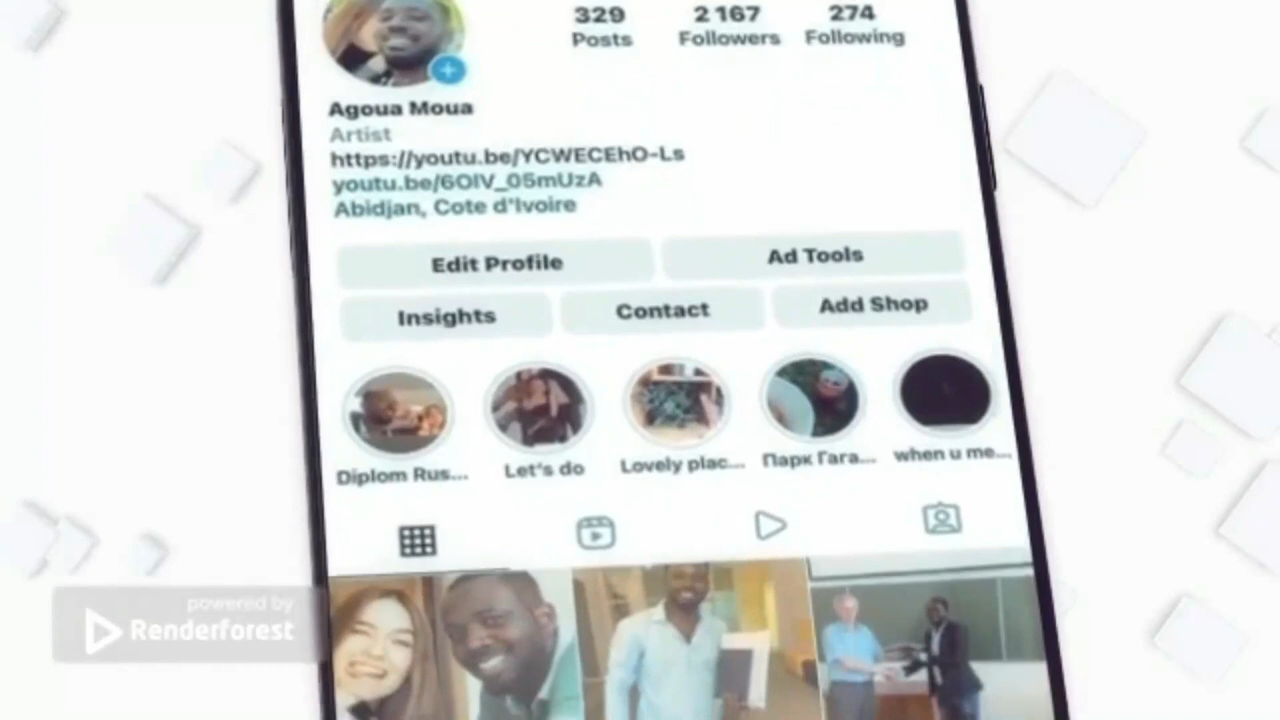 329 2 167 274
Posts Followers Following
Agoua Moua
Artist
https://youtu.be/YCWECEhO-Ls
youtu.be/6OIV_05mUzA
Abidjan, Cote d'Ivoire
Edit Profile Ad Tools
Insights Contact Add Shop
Diplom Rus... Let's do Lovely plac... Парк Гага... when u me...
powered by
Renderforest